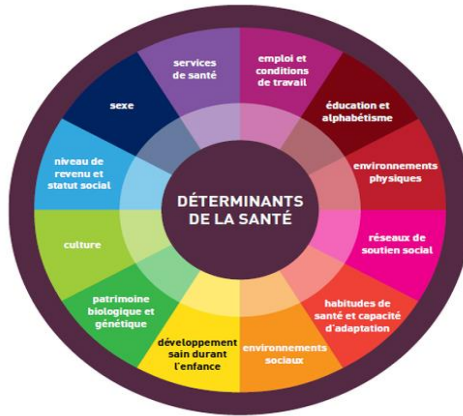 services
de santé
emploi et
conditions
de travail
éducation et
alphabétisme
environnements
physiques
réseaux de
soutien social
habitudes de
santé et capacité
d'adaptation
environnements
sociaux
développement
sain durant
l'enfance
patrimoine
biologique et
génétique
culture
niveau de
revenu et
statut social
sexe
DÉTERMINANTS
DE LA SANTÉ